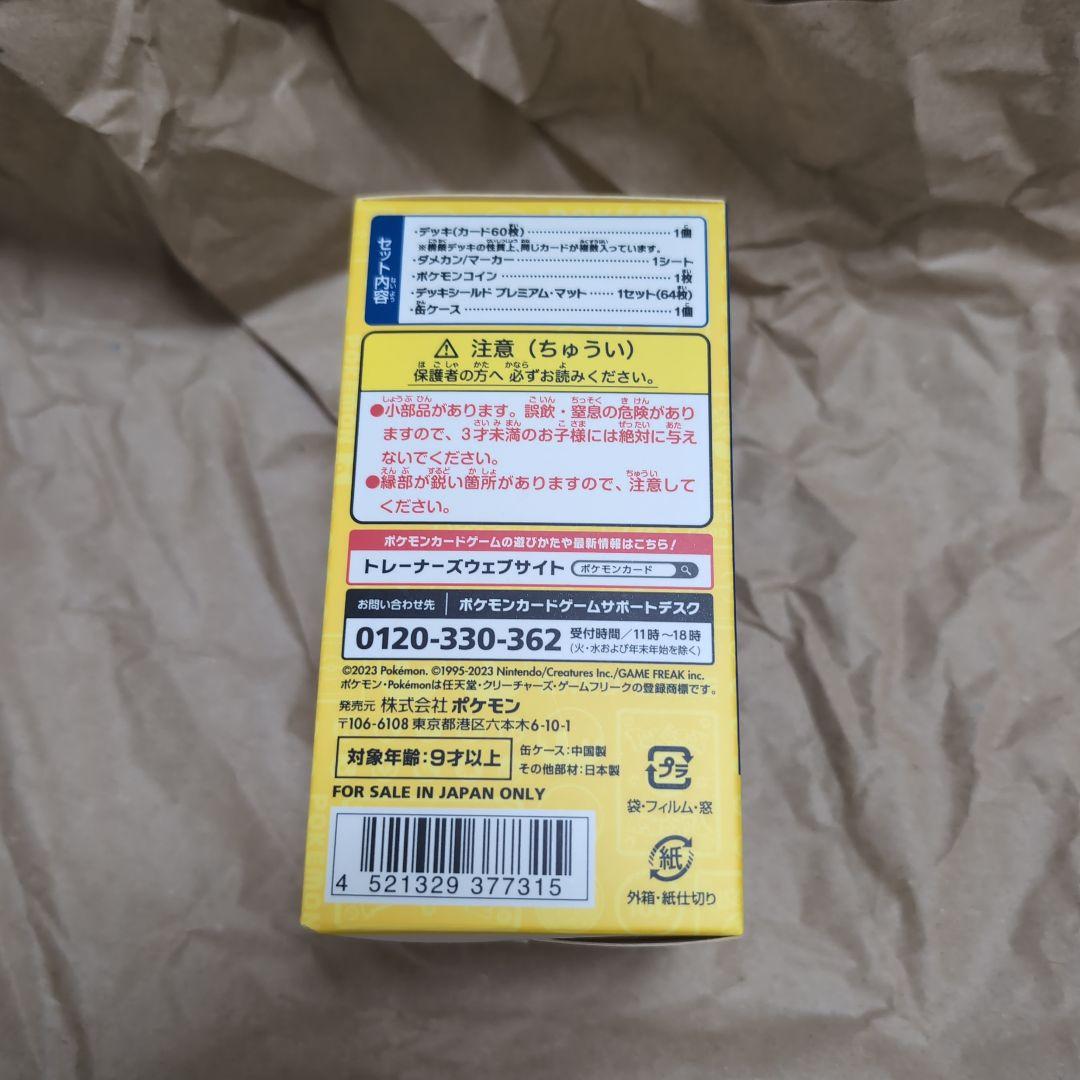 セット内容
・デッキ(カード60枚)……1個
※構築デッキの性質上、同じカードが複数入っています。
・ダメカン/マーカー……1シート
・ポケモンコイン……1枚
・デッキシールド プレミアム・マット……1セット(64枚)
・缶ケース……1個
⚠ 注意(ちゅうい)
保護者の方へ 必ずお読みください。
●小部品があります。誤飲・窒息の危険があり
ますので、3才未満のお子様には絶対に与え
ないでください。
●縁部が鋭い箇所がありますので、注意して
ください。
ポケモンカードゲームの遊びかたや最新情報はこちら!
トレーナーズウェブサイト ポケモンカード
お問い合わせ先 ポケモンカードゲームサポートデスク
0120-330-362 受付時間/11時〜18時
(火・水および年末年始を除く)
©2023 Pokémon. ©1995-2023 Nintendo/Creatures Inc./GAME FREAK inc.
ポケモン・Pokémonは任天堂・クリーチャーズ・ゲームフリークの登録商標です。
発売元 株式会社 ポケモン
〒106-6108 東京都港区六本木6-10-1
対象年齢:9才以上
缶ケース:中国製
その他部材:日本製
FOR SALE IN JAPAN ONLY
プラ
袋・フィルム・窓
紙
外箱・紙仕切り
4 521329 377315